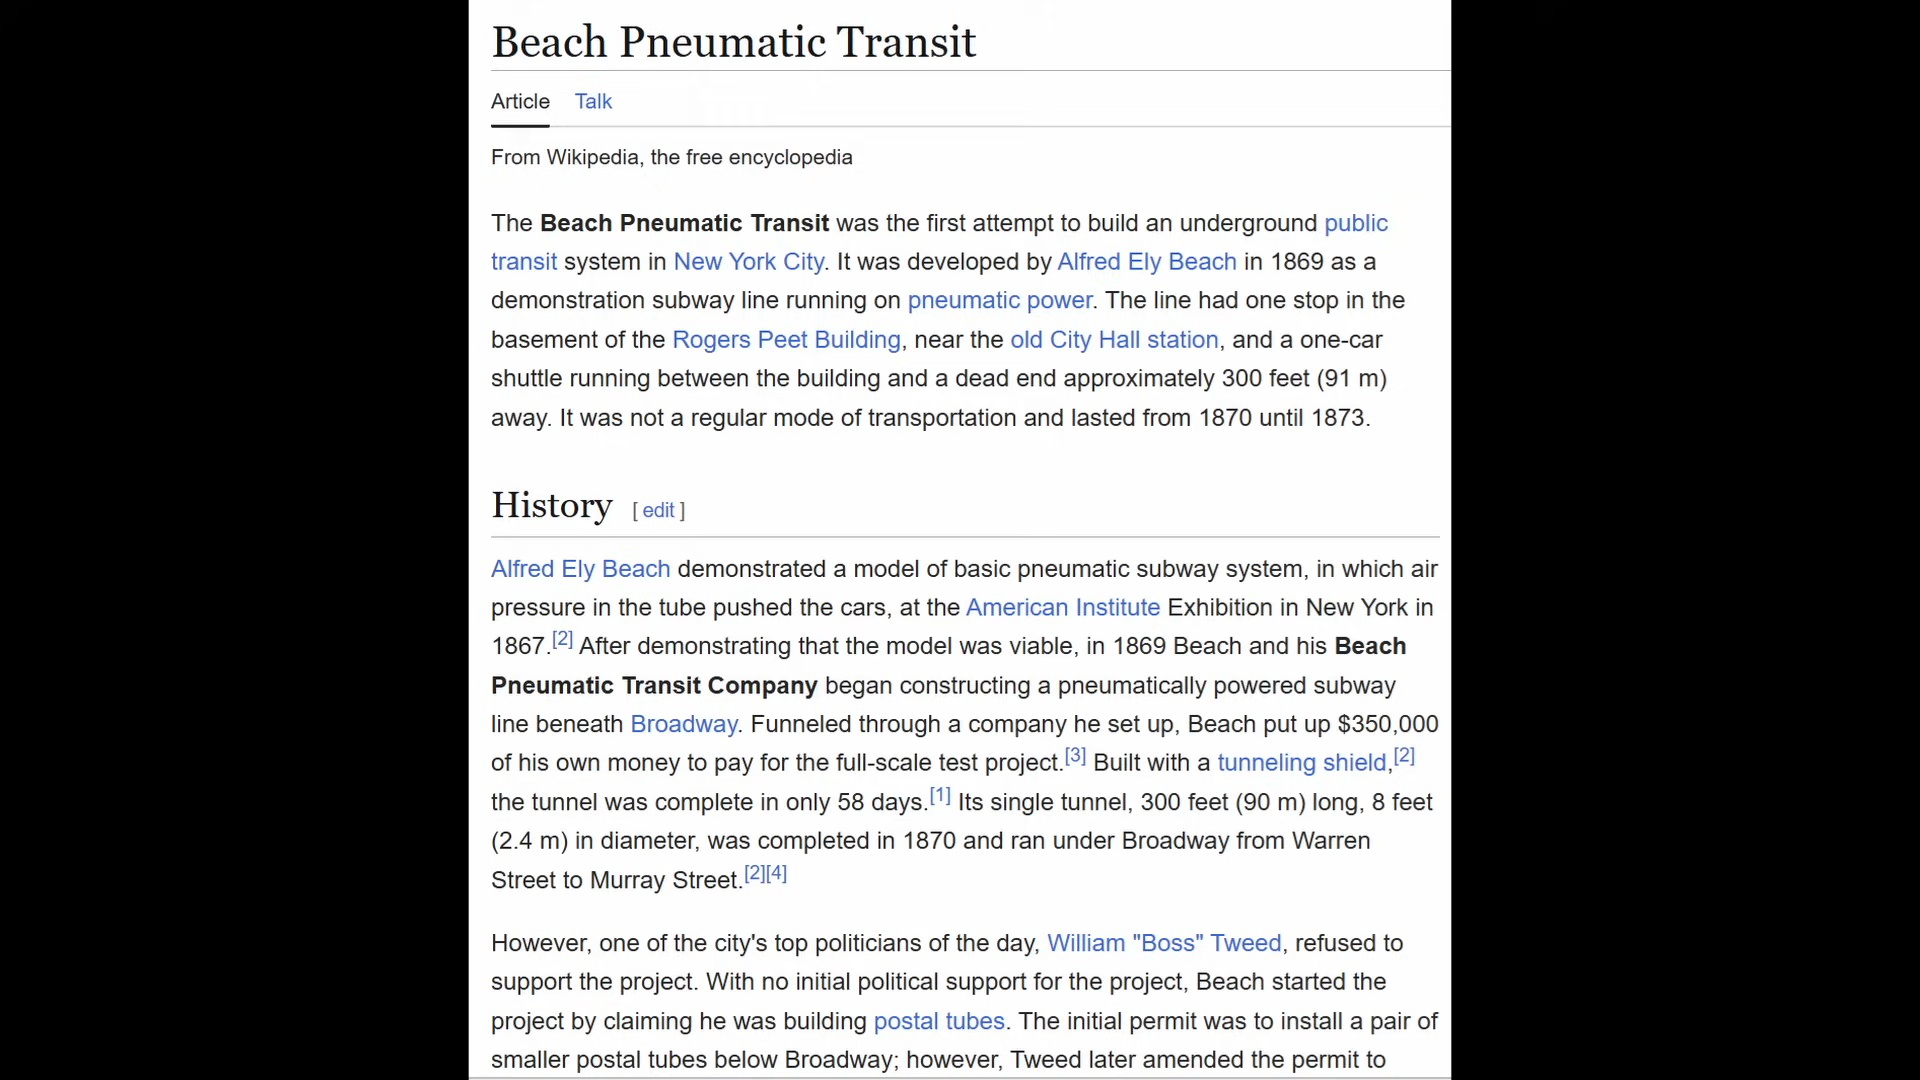 Beach Pneumatic Transit
Article Talk
From Wikipedia, the free encyclopedia
The Beach Pneumatic Transit was the first attempt to build an underground public
transit system in New York City. It was developed by Alfred Ely Beach in 1869 as a
demonstration subway line running on pneumatic power. The line had one stop in the
basement of the Rogers Peet Building, near the old City Hall station, and a one-car
shuttle running between the building and a dead end approximately 300 feet (91 m)
away. It was not a regular mode of transportation and lasted from 1870 until 1873.
History [ edit ]
Alfred Ely Beach demonstrated a model of basic pneumatic subway system, in which air
pressure in the tube pushed the cars, at the American Institute Exhibition in New York in
1867.[2] After demonstrating that the model was viable, in 1869 Beach and his Beach
Pneumatic Transit Company began constructing a pneumatically powered subway
line beneath Broadway. Funneled through a company he set up, Beach put up $350,000
of his own money to pay for the full-scale test project.[3] Built with a tunneling shield,[2]
the tunnel was complete in only 58 days.[1] Its single tunnel, 300 feet (90 m) long, 8 feet
(2.4 m) in diameter, was completed in 1870 and ran under Broadway from Warren
Street to Murray Street.[2][4]
However, one of the city's top politicians of the day, William "Boss" Tweed, refused to
support the project. With no initial political support for the project, Beach started the
project by claiming he was building postal tubes. The initial permit was to install a pair of
smaller postal tubes below Broadway; however, Tweed later amended the permit to